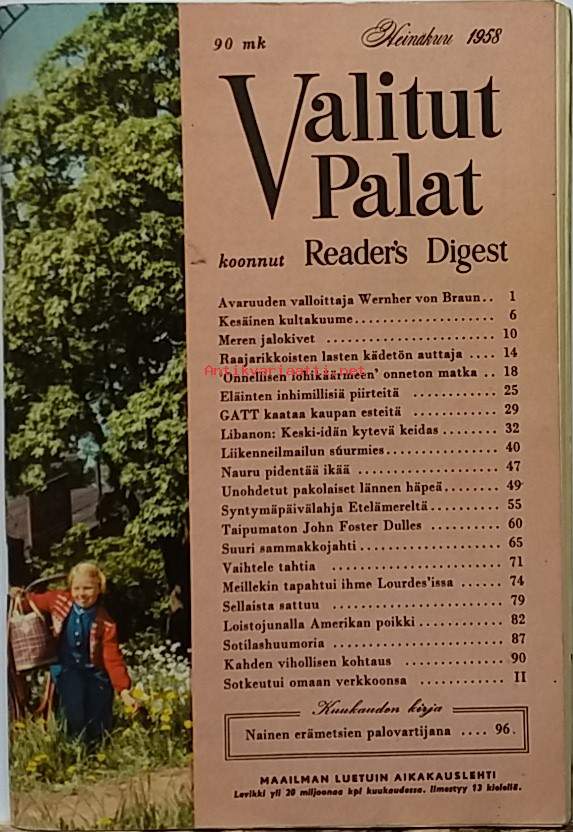 90 mk Heinäkuu 1958
Valitut
Palat
koonnut Reader's Digest
Avaruuden valloittaja Wernher von Braun.. 1
Kesäinen kultakuume..................... 6
Meren jalokivet ......................... 10
Raajarikkoisten lasten kädetön auttaja .... 14
Antikvariaatti.net
'Onnellisen lohikäärmeen' onneton matka .. 18
Eläinten inhimillisiä piirteitä ............ 25
GATT kaataa kaupan esteitä ............ 29
Libanon: Keski-idän kytevä keidas ........ 32
Liikenneilmailun suurmies................. 40
Nauru pidentää ikää ..................... 47
Unohdetut pakolaiset lännen häpeä........ 49
Syntymäpäivälahja Etelämereltä........... 55
Taipumaton John Foster Dulles .......... 60
Suuri sammakkojahti..................... 65
Vaihtele tahtia ......................... 71
Meillekin tapahtui ihme Lourdes'issa ...... 74
Sellaista sattuu ........................ 79
Loistojunalla Amerikan poikki ............. 82
Sotilashuumoria ......................... 87
Kahden vihollisen kohtaus .............. 90
Sotkeutui omaan verkkoonsa ............ II
Kuukauden kirja
Nainen erämetsien palovartijana .... 96.
MAAILMAN LUETUIN AIKAKAUSLEHTI
Levikki yli 20 miljoonaa kpl kuukaudessa. Ilmestyy 13 kielellä.